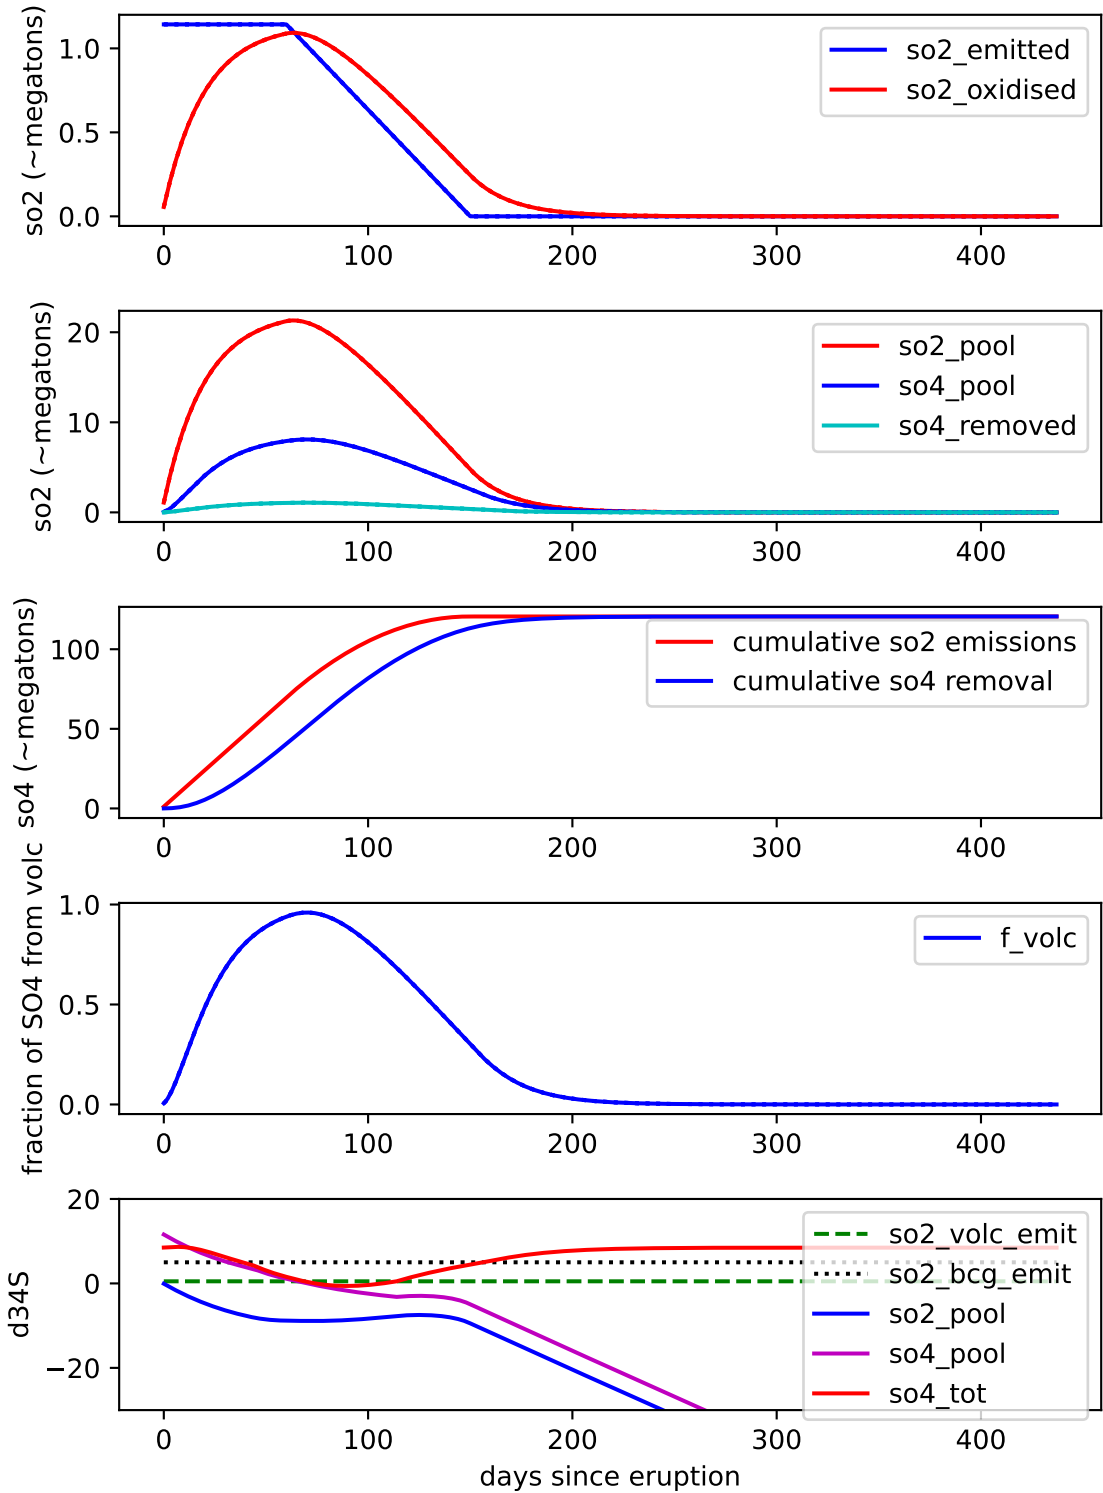 so2 (~megatons)
1.0
0.5
0.0
so2_emitted
so2_oxidised
0 100 200 300 400
so2 (~megatons)
20
10
0
so2_pool
so4_pool
so4_removed
0 100 200 300 400
so4 (~megatons)
100
50
0
cumulative so2 emissions
cumulative so4 removal
0 100 200 300 400
fraction of SO4 from volc
1.0
0.5
0.0
f_volc
0 100 200 300 400
d34S
20
0
−20
so2_volc_emit
so2_bcg_emit
so2_pool
so4_pool
so4_tot
0 100 200 300 400
days since eruption